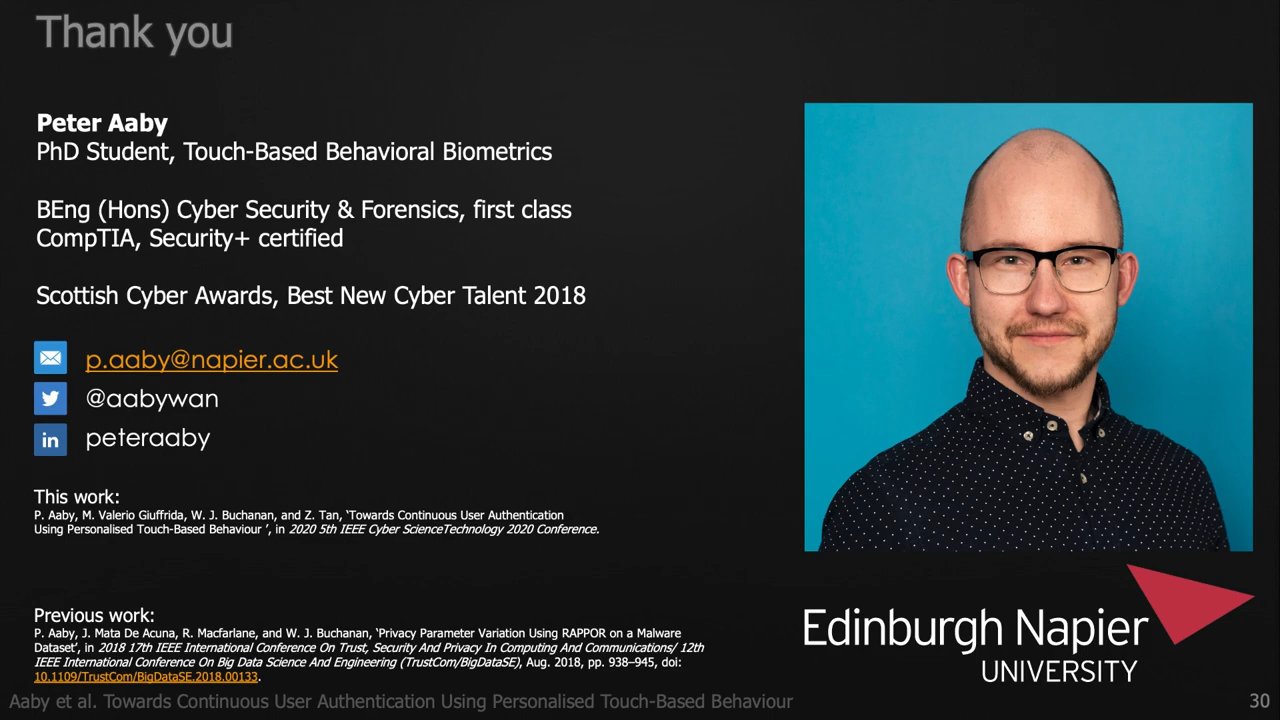 Thank you
Peter Aaby
PhD Student, Touch-Based Behavioral Biometrics
BEng (Hons) Cyber Security & Forensics, first class
CompTIA, Security+ certified
Scottish Cyber Awards, Best New Cyber Talent 2018
p.aaby@napier.ac.uk
@aabywan
in peteraaby
This work:
P. Aaby, M. Valerio Giuffrida, W. J. Buchanan, and Z. Tan, ‘Towards Continuous User Authentication
Using Personalised Touch-Based Behaviour ’, in 2020 5th IEEE Cyber ScienceTechnology 2020 Conference.
Previous work:
P. Aaby, J. Mata De Acuna, R. Macfarlane, and W. J. Buchanan, ‘Privacy Parameter Variation Using RAPPOR on a Malware
Dataset’, in 2018 17th IEEE International Conference On Trust, Security And Privacy In Computing And Communications/ 12th
IEEE International Conference On Big Data Science And Engineering (TrustCom/BigDataSE), Aug. 2018, pp. 938–945, doi:
10.1109/TrustCom/BigDataSE.2018.00133.
Edinburgh Napier
UNIVERSITY
Aaby et al. Towards Continuous User Authentication Using Personalised Touch-Based Behaviour
30